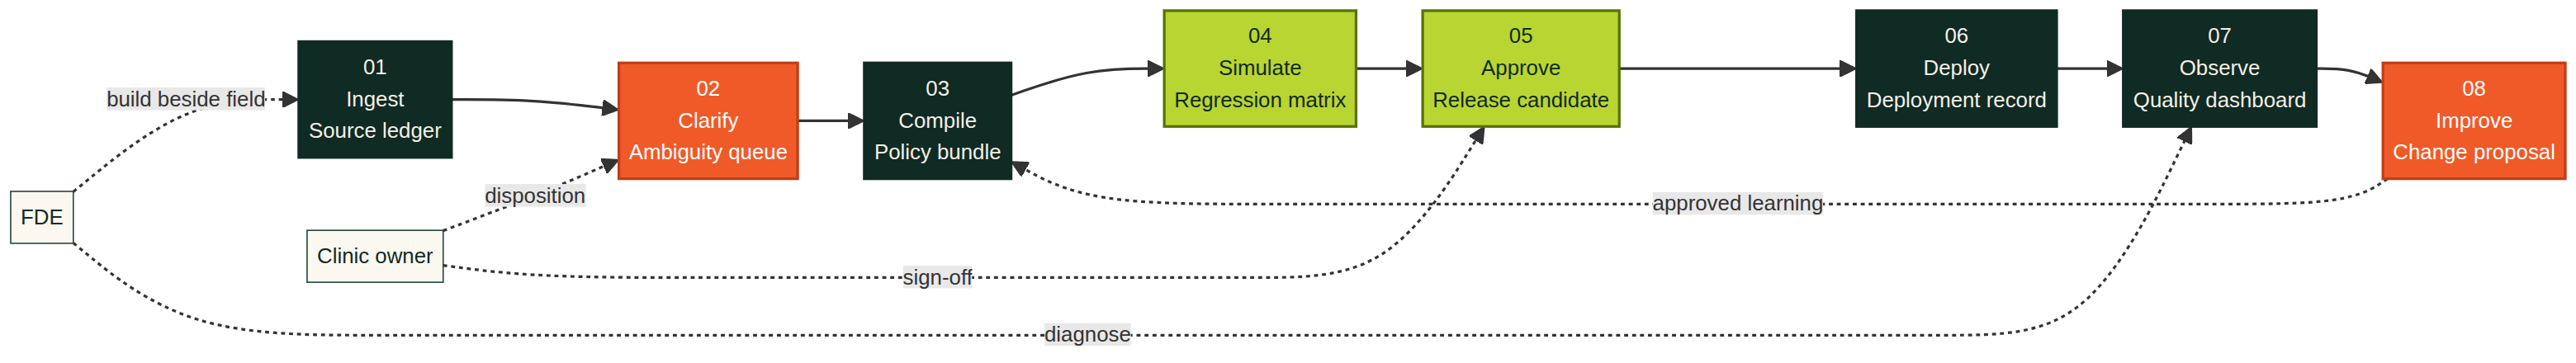 FDE
build beside field
01
Ingest
Source ledger
Clinic owner
disposition
02
Clarify
Ambiguity queue
03
Compile
Policy bundle
sign-off
diagnose
04
Simulate
Regression matrix
05
Approve
Release candidate
approved learning
06
Deploy
Deployment record
07
Observe
Quality dashboard
08
Improve
Change proposal